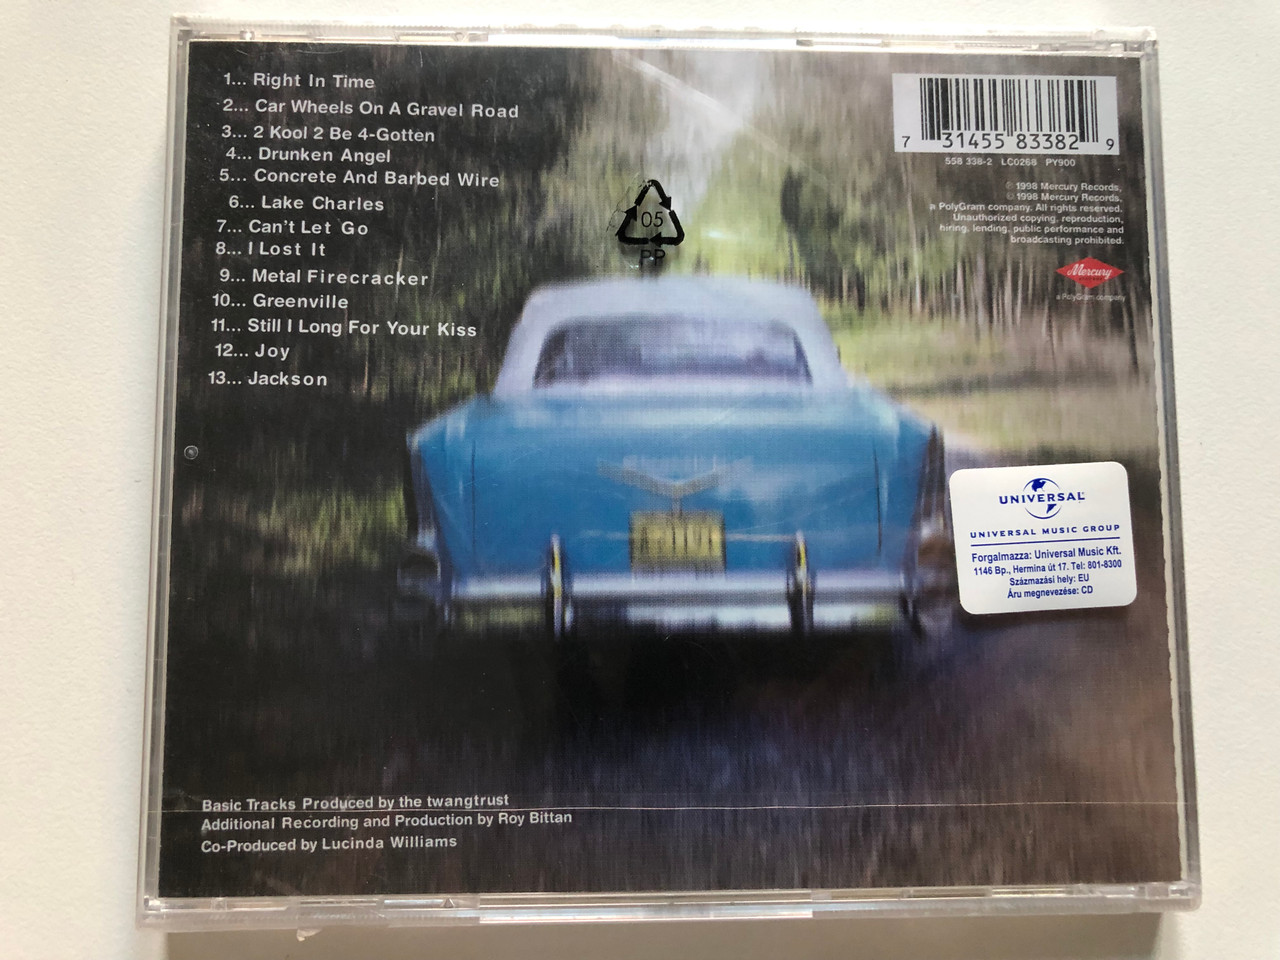 1... Right In Time
2... Car Wheels On A Gravel Road
3... 2 Kool 2 Be 4-Gotten
4... Drunken Angel
5... Concrete And Barbed Wire
6... Lake Charles
7... Can't Let Go
8... I Lost It
9... Metal Firecracker
10... Greenville
11... Still I Long For Your Kiss
12... Joy
13... Jackson
7 31455 83382 9
558 338-2 LC0268 PY900
℗ 1998 Mercury Records,
© 1998 Mercury Records,
a PolyGram company. All rights reserved.
Unauthorized copying, reproduction,
hiring, lending, public performance and
broadcasting prohibited.
Mercury
a PolyGram company
05
PP
UNIVERSAL
UNIVERSAL MUSIC GROUP
Forgalmazza: Universal Music Kft.
1146 Bp., Hermina út 17. Tel: 801-8300
Százmazási hely: EU
Áru megnevezése: CD
Basic Tracks Produced by the twangtrust
Additional Recording and Production by Roy Bittan
Co-Produced by Lucinda Williams